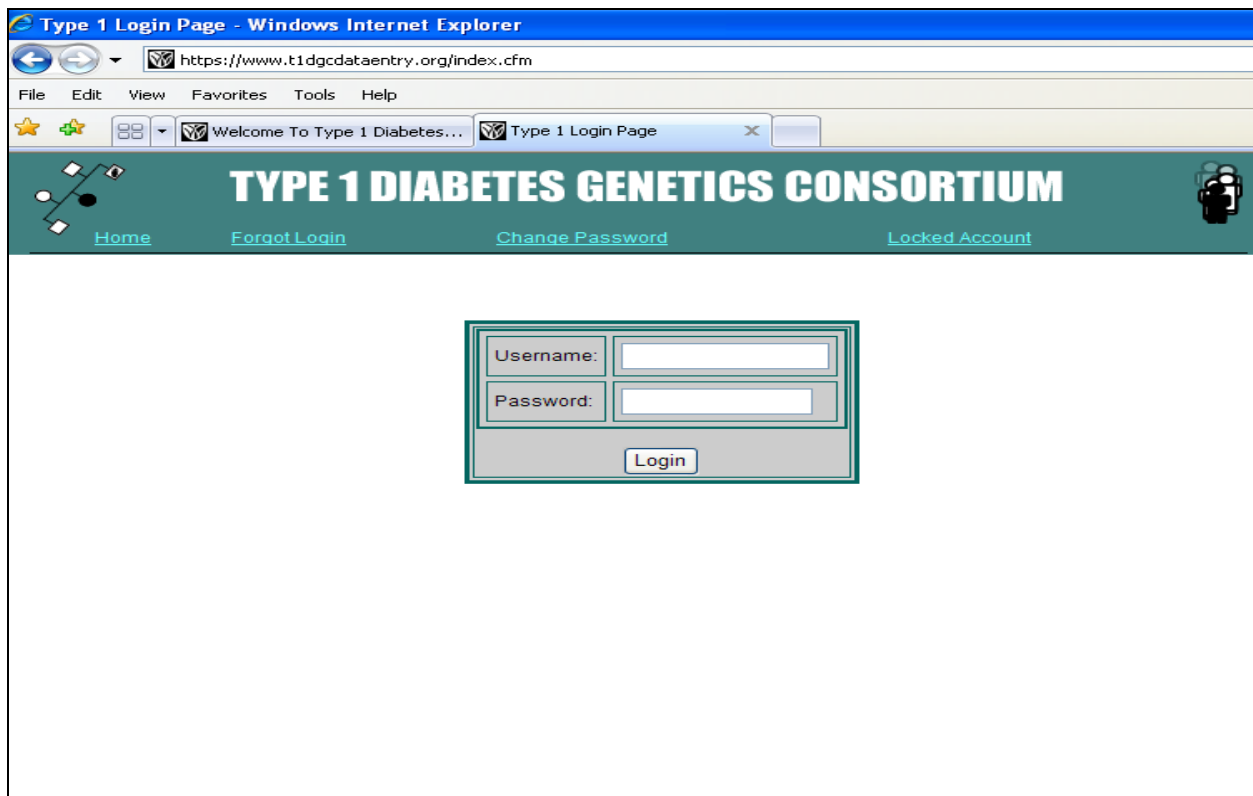 Type 1 Login Page - Windows Internet Explorer
https://www.t1dgcdataentry.org/index.cfm
File Edit View Favorites Tools Help
Welcome To Type 1 Diabetes... Type 1 Login Page
TYPE 1 DIABETES GENETICS CONSORTIUM
Home Forgot Login Change Password Locked Account
Username:
Password:
Login